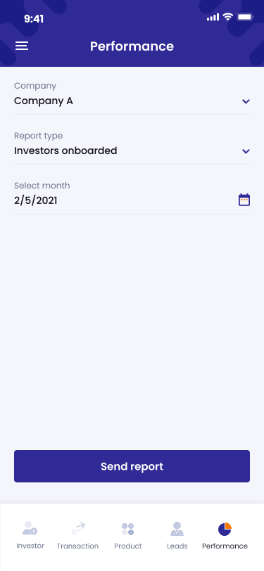 9:41
Performance
Company
Company A
Report type
Investors onboarded
Select month
2/5/2021
Send report
Investor
Transaction
Product
Leads
Performance